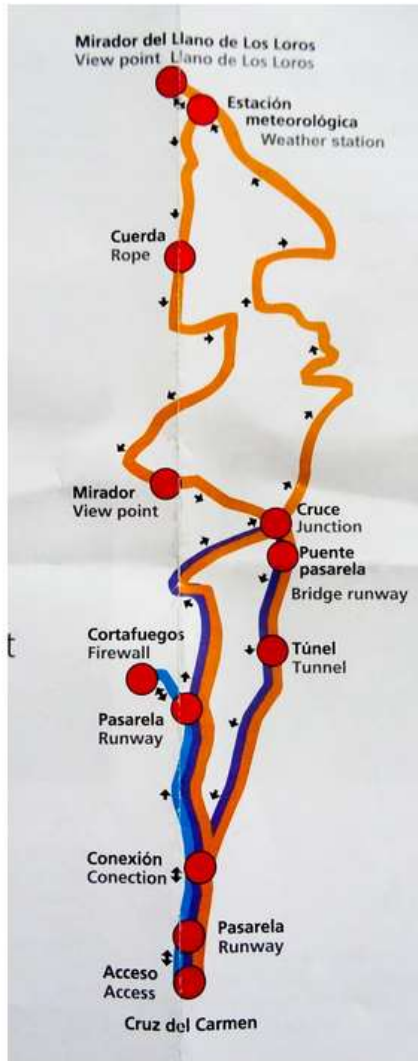 Mirador del Llano de Los Loros
View point Llano de Los Loros
Estación
meteorológica
Weather station
Cuerda
Rope
Mirador
View point
Cruce
Junction
Puente
pasarela
Bridge runway
Cortafuegos
Firewall
t
Túnel
Tunnel
Pasarela
Runway
Conexión
Conection
Pasarela
Runway
Acceso
Access
Cruz del Carmen